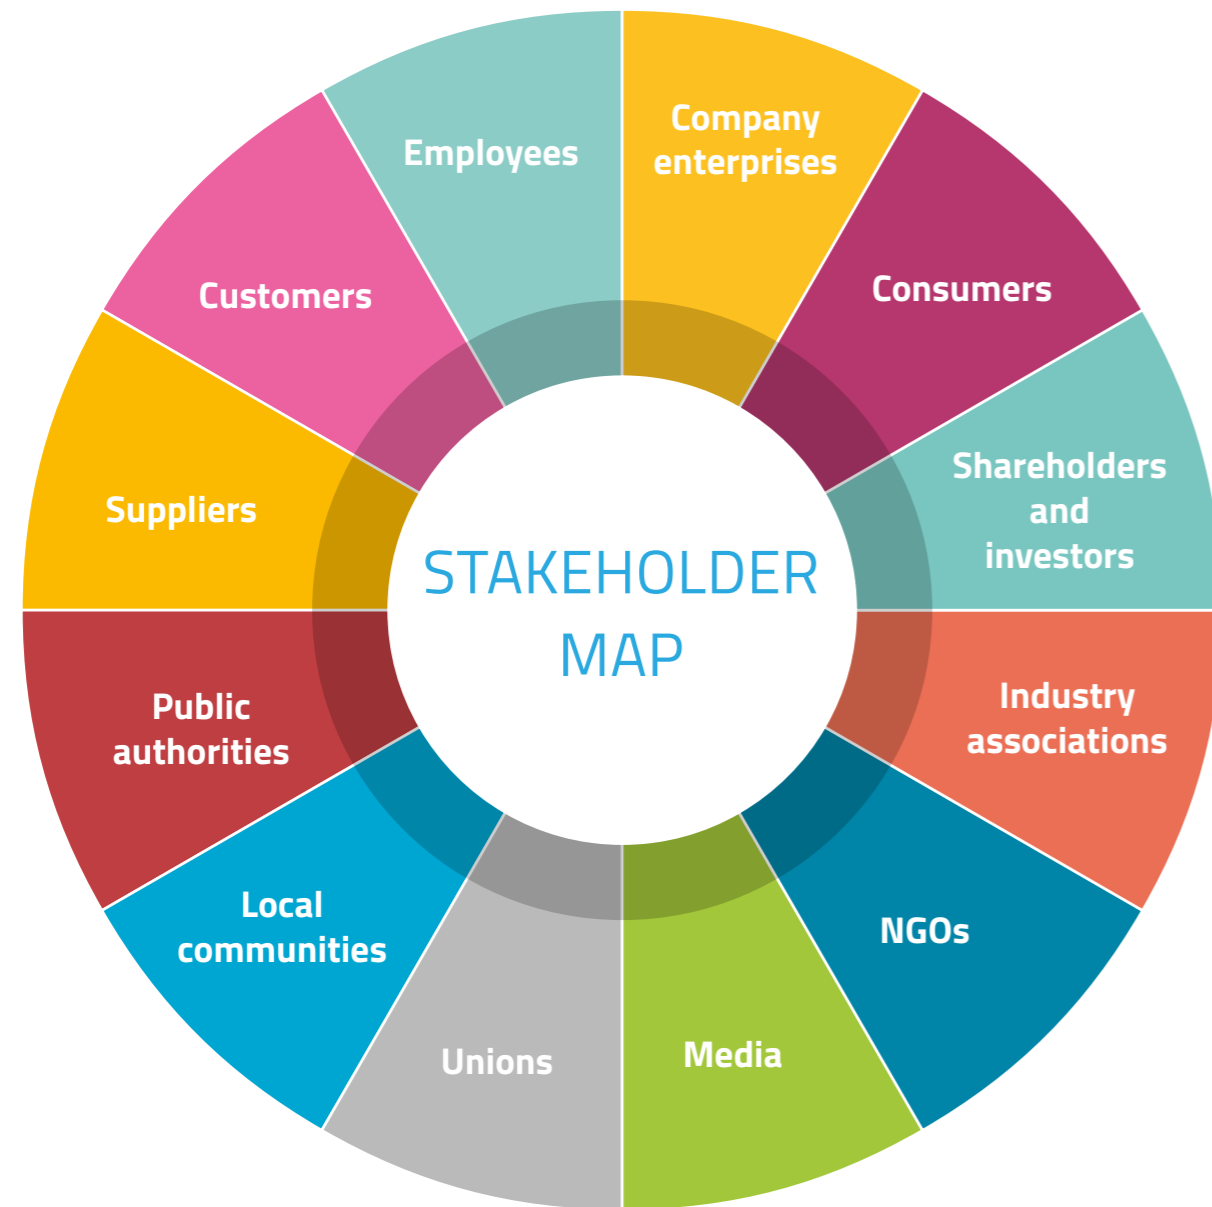 Company
enterprises
Consumers
Shareholders
and
investors
Industry
associations
NGOs
Media
Unions
Local
communities
Public
authorities
Suppliers
Customers
Employees
STAKEHOLDER
MAP